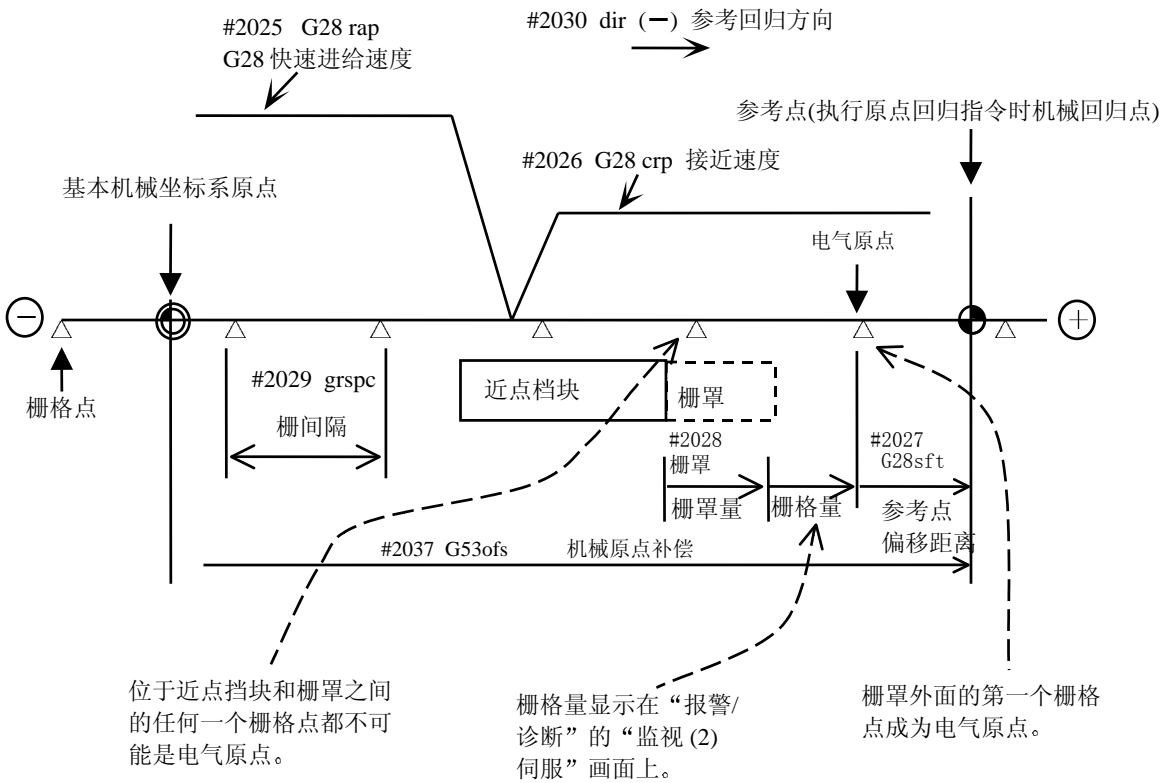 #2025 G28 rap
G28 快速进给速度
#2030 dir (−) 参考回归方向
参考点(执行原点回归指令时机械回归点)
#2026 G28 crp 接近速度
基本机械坐标系原点
电气原点
−
+
栅格点
#2029 grspc
栅间隔
近点档块
栅罩
#2028
栅罩
栅罩量
栅格量
#2027
G28sft
参考点
偏移距离
#2037 G53ofs 机械原点补偿
位于近点挡块和栅罩之间
的任何一个栅格点都不可
能是电气原点。
栅格量显示在“报警/
诊断”的“监视 (2)
伺服”画面上。
栅罩外面的第一个栅格
点成为电气原点。